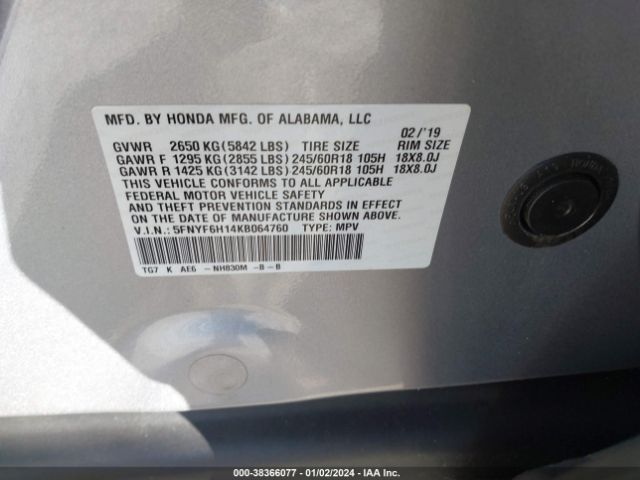 MFD. BY HONDA MFG. OF ALABAMA, LLC
02/'19
GVWR 2650 KG(5842 LBS) TIRE SIZE RIM SIZE
GAWR F 1295 KG(2855 LBS)245/60R18 105H 18X8.0J
GAWR R 1425 KG(3142 LBS)245/60R18 105H 18X8.0J
THIS VEHICLE CONFORMS TO ALL APPLICABLE
FEDERAL MOTOR VEHICLE SAFETY
AND THEFT PREVENTION STANDARDS IN EFFECT
ON THE DATE OF MANUFACTURE SHOWN ABOVE.
V.I.N.: 5FNYF6H14KB064760 TYPE: MPV
TG7 K AE6 -NH830M -B-B
000-38366077 - 01/02/2024 - IAA Inc.